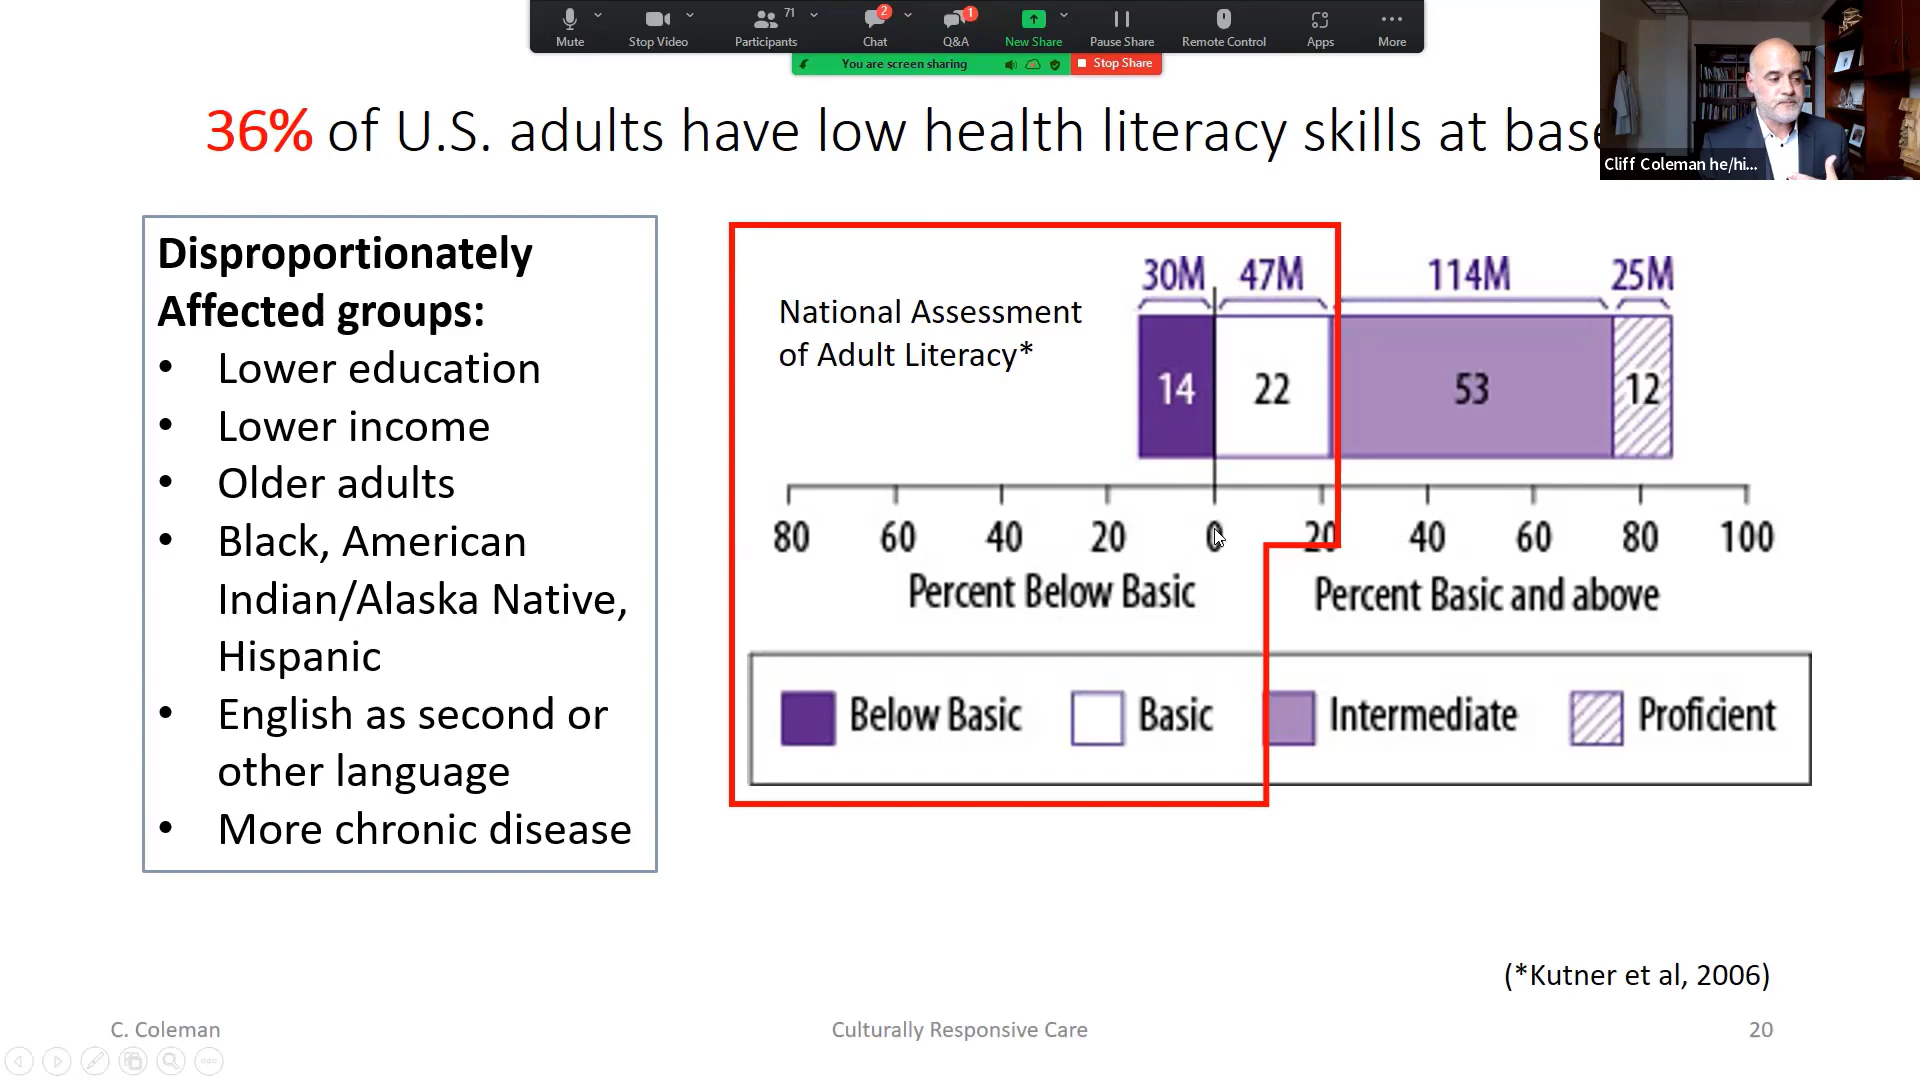 Mute
Stop Video
Participants
71
Chat
2
Q&A
1
New Share
Pause Share
Remote Control
Apps
More
You are screen sharing
Stop Share
Cliff Coleman he/hi...
36% of U.S. adults have low health literacy skills at
Disproportionately
Affected groups:
• Lower education
• Lower income
• Older adults
• Black, American
Indian/Alaska Native,
Hispanic
• English as second or
other language
• More chronic disease
National Assessment
of Adult Literacy*
30M 47M 114M 25M
14 22 53 12
80 60 40 20 0 20 40 60 80 100
Percent Below Basic Percent Basic and above
Below Basic Basic Intermediate Proficient
(*Kutner et al, 2006)
C. Coleman
Culturally Responsive Care
20